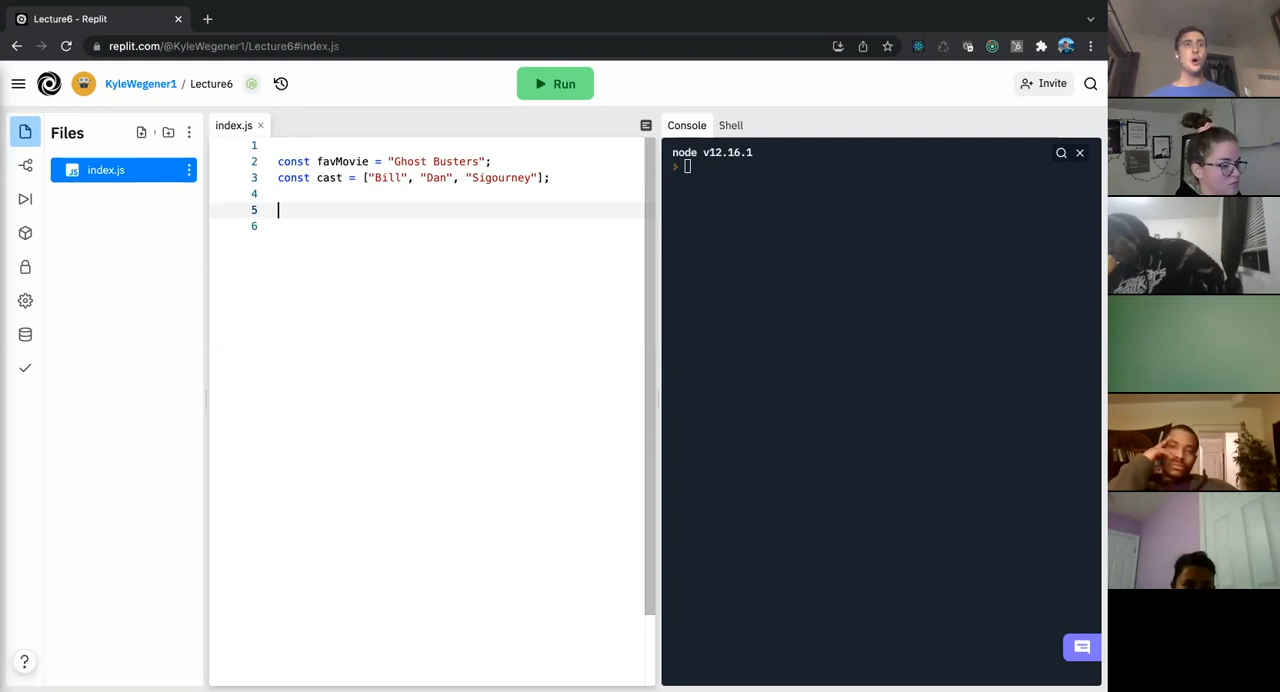 Lecture6 - Replit
replit.com/@KyleWegener1/Lecture6#index.js
KyleWegener1 / Lecture6
Run
Invite
Files
index.js
index.js
1
2 const favMovie = "Ghost Busters";
3 const cast = ["Bill", "Dan", "Sigourney"];
4
5
6
Console
Shell
node v12.16.1